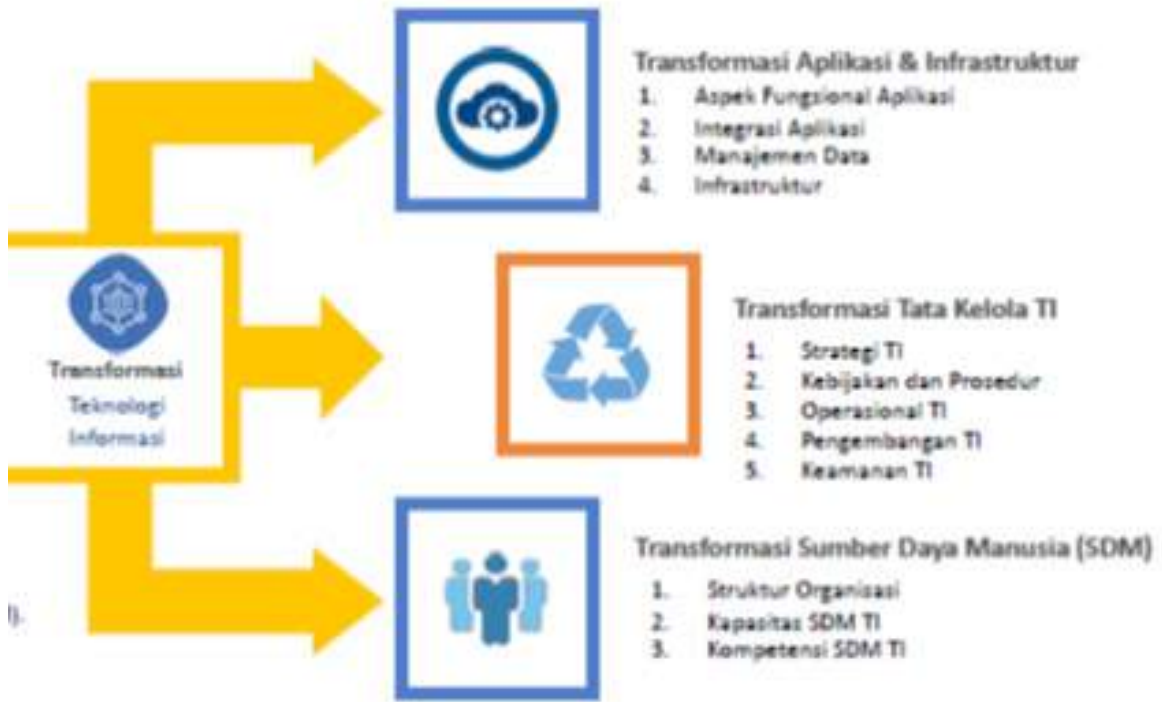 Transformasi Aplikasi & Infrastruktur
1. Aspek Fungsional Aplikasi
2. Integrasi Aplikasi
3. Manajemen Data
4. Infrastruktur
Transformasi
Teknologi
Informasi
Transformasi Tata Kelola TI
1. Strategi TI
2. Kebijakan dan Prosedur
3. Operasional TI
4. Pengembangan TI
5. Keamanan TI
Transformasi Sumber Daya Manusia (SDM)
1. Struktur Organisasi
2. Kapasitas SDM TI
3. Kompetensi SDM TI